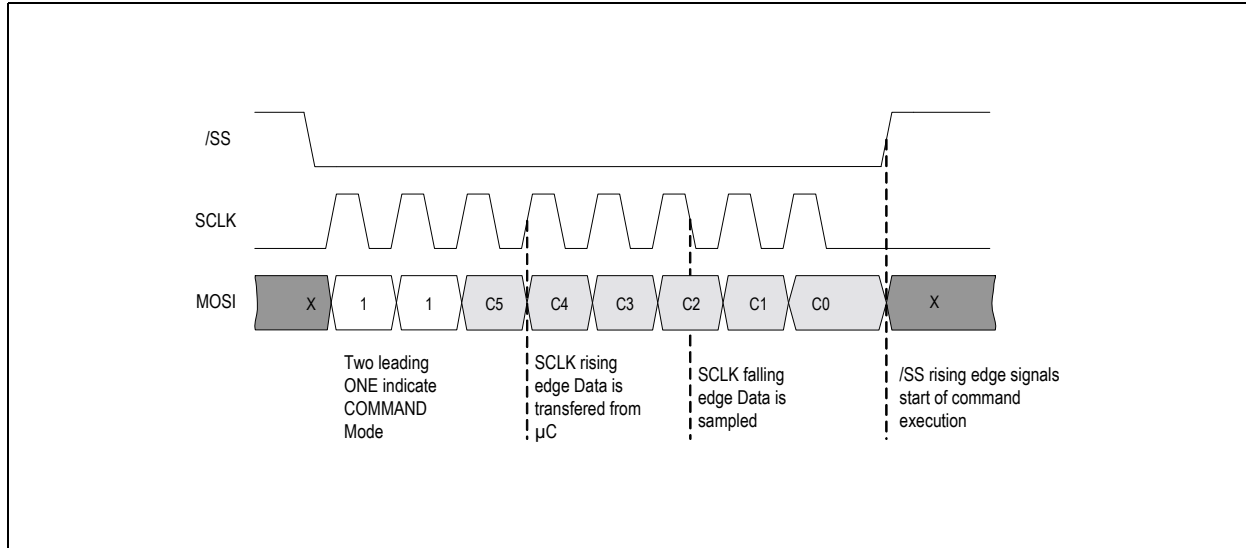 /SS
SCLK
MOSI
X
1
1
C5
C4
C3
C2
C1
C0
X
Two leading
ONE indicate
COMMAND
Mode
SCLK rising
edge Data is
transfered from
µC
SCLK falling
edge Data is
sampled
/SS rising edge signals
start of command
execution